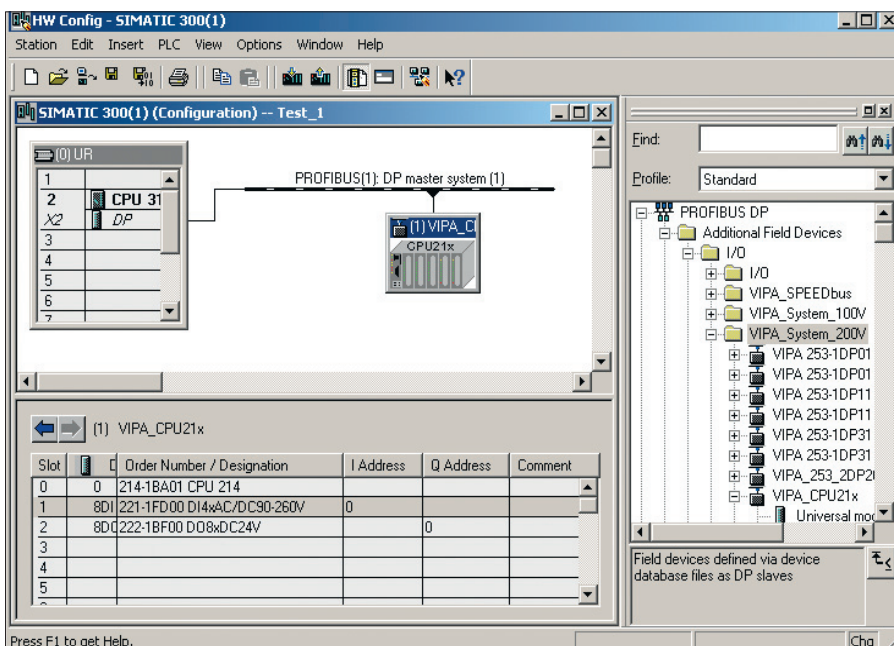 HW Config - SIMATIC 300(1)
Station Edit Insert PLC View Options Window Help
SIMATIC 300(1) (Configuration) -- Test_1
(0) UR
1
2 CPU 31
X2 DP
3
4
5
6
7
PROFIBUS(1): DP master system (1)
(1) VIPA_C
CPU21x
(1) VIPA_CPU21x
Slot Order Number / Designation I Address Q Address Comment
0 0 214-1BA01 CPU 214
1 8DI 221-1FD00 DI4xAC/DC90-260V 0
2 8DO 222-1BF00 DO8xDC24V 0
3
4
5
Find:
Profile: Standard
PROFIBUS DP
Additional Field Devices
I/O
I/O
VIPA_SPEEDbus
VIPA_System_100V
VIPA_System_200V
VIPA 253-1DP01
VIPA 253-1DP01
VIPA 253-1DP11
VIPA 253-1DP11
VIPA 253-1DP31
VIPA 253-1DP31
VIPA_253_2DP2
VIPA_CPU21x
Universal mo
Field devices defined via device
database files as DP slaves
Press F1 to get Help.
Chg